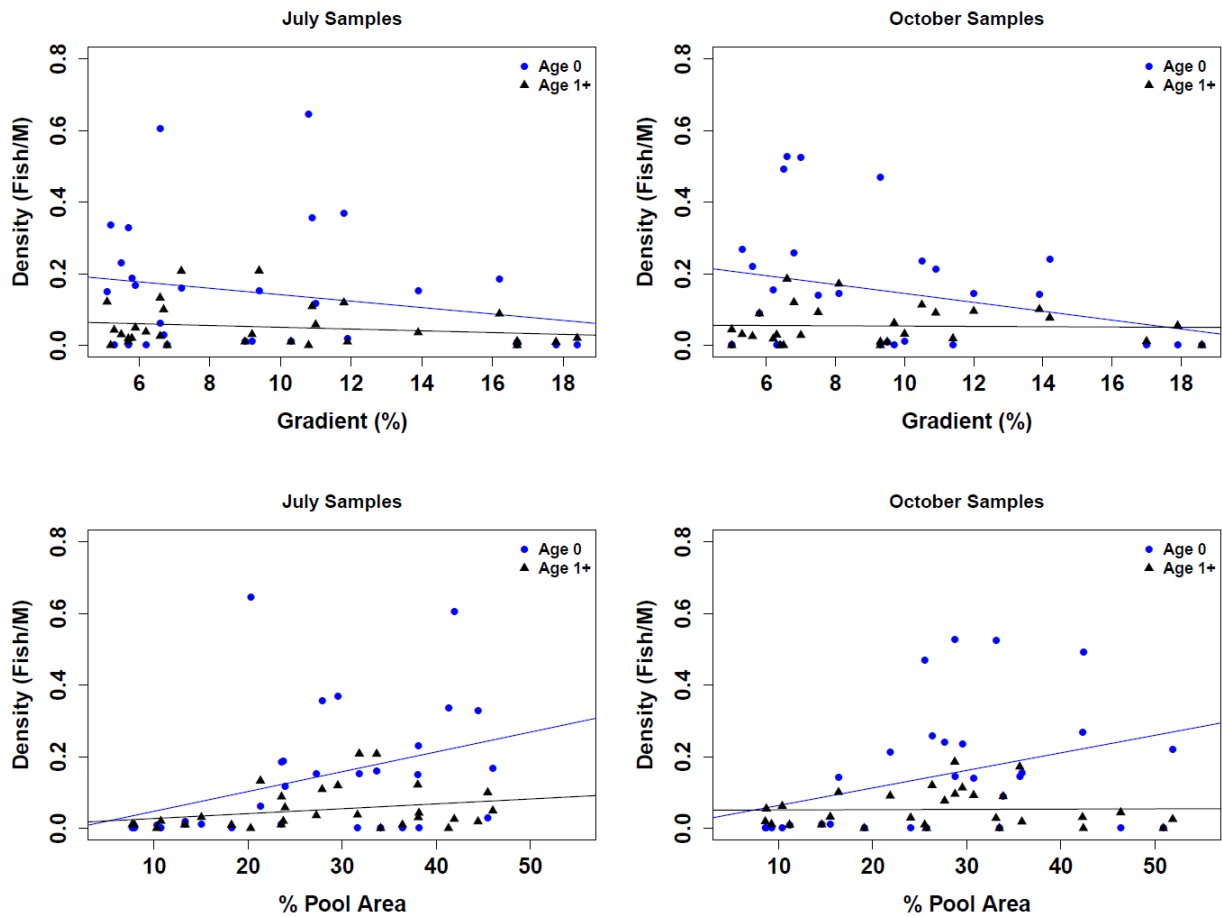 July Samples
October Samples
Density (Fish/M)
0.0 0.2 0.4 0.6 0.8
Age 0
Age 1+
6 8 10 12 14 16 18
Gradient (%)
Density (Fish/M)
0.0 0.2 0.4 0.6 0.8
Age 0
Age 1+
6 8 10 12 14 16 18
Gradient (%)
July Samples
October Samples
Density (Fish/M)
0.0 0.2 0.4 0.6 0.8
Age 0
Age 1+
10 20 30 40 50
% Pool Area
Density (Fish/M)
0.0 0.2 0.4 0.6 0.8
Age 0
Age 1+
10 20 30 40 50
% Pool Area